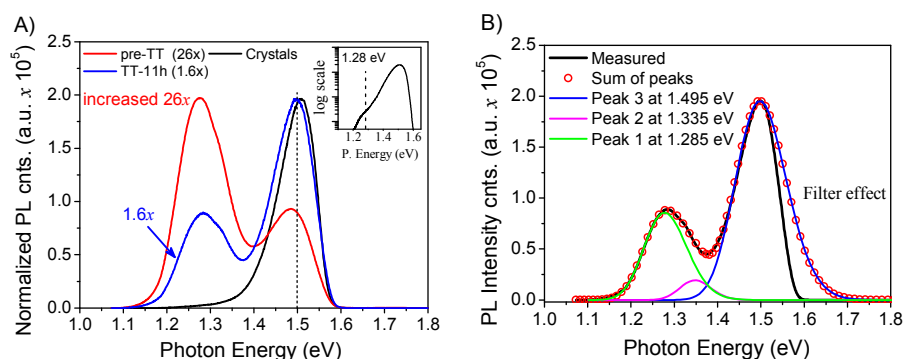 A)
Normalized PL cnts. (a.u. x 10⁵)
2.5
2.0
1.5
1.0
0.5
0.0
pre-TT (26x) Crystals
TT-11h (1.6x)
increased 26x
1.6x
log scale
1.28 eV
1.2 1.4 1.6
P. Energy (eV)
1.0 1.1 1.2 1.3 1.4 1.5 1.6 1.7 1.8
Photon Energy (eV)
B)
PL Intensity cnts. (a.u. x 10⁵)
2.5
2.0
1.5
1.0
0.5
0.0
Measured
Sum of peaks
Peak 3 at 1.495 eV
Peak 2 at 1.335 eV
Peak 1 at 1.285 eV
Filter effect
1.0 1.1 1.2 1.3 1.4 1.5 1.6 1.7 1.8
Photon Energy (eV)